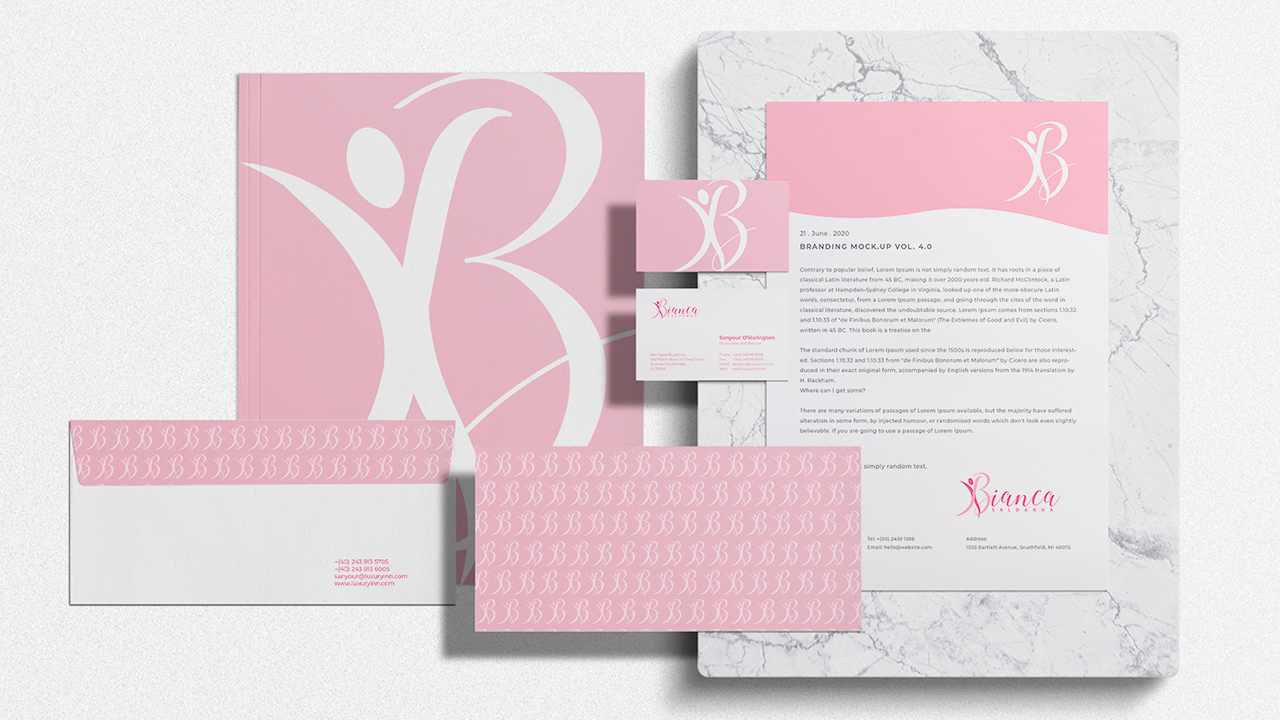 Bianca
SALDANHA
Sanyour O'Harington
21 . June . 2020
BRANDING MOCK.UP VOL. 4.0
Contrary to popular belief, Lorem Ipsum is not simply random text. It has roots in a piece of
classical Latin literature from 45 BC, making it over 2000 years old. Richard McClintock, a Latin
professor at Hampden-Sydney College in Virginia, looked up one of the more obscure Latin
words, consectetur, from a Lorem Ipsum passage, and going through the cites of the word in
classical literature, discovered the undoubtable source. Lorem Ipsum comes from sections 1.10.32
and 1.10.33 of "de Finibus Bonorum et Malorum" (The Extremes of Good and Evil) by Cicero,
written in 45 BC. This book is a treatise on the
The standard chunk of Lorem Ipsum used since the 1500s is reproduced below for those interest-
ed. Sections 1.10.32 and 1.10.33 from "de Finibus Bonorum et Malorum" by Cicero are also repro-
duced in their exact original form, accompanied by English versions from the 1914 translation by
H. Rackham.
Where can I get some?
There are many variations of passages of Lorem Ipsum available, but the majority have suffered
alteration in some form, by injected humour, or randomised words which don't look even slightly
believable. If you are going to use a passage of Lorem Ipsum.
simply random text.
Bianca
SALDANHA
Tel: +(00) 2439 1386
Email: hello@website.com
Address:
1033 Bartlett Avenue, Southfield, MI 48075
+(40) 243 913 5705
+(40) 243 913 6005
sanyour@luxuryinn.com
www.luxuryinn.com